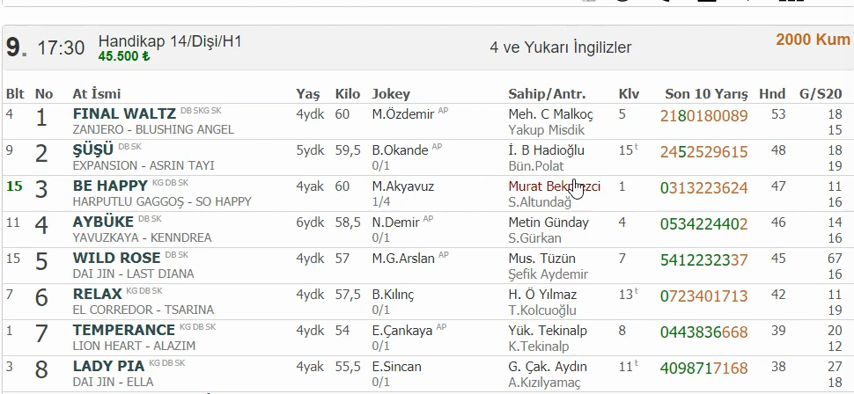 9. 17:30 Handikap 14/Dişi/H1 4 ve Yukarı İngilizler 2000 Kum
45.500 ₺
Blt No At İsmi Yaş Kilo Jokey Sahip/Antr. Klv Son 10 Yarış Hnd G/S20
4 1 FINAL WALTZ DB SKG SK 4ydk 60 M.Özdemir AP Meh. C Malkoç 5 2180180089 53 18
ZANJERO - BLUSHING ANGEL Yakup Misdik 15
9 2 ŞÜŞÜ DB SK 5ydk 59,5 B.Okande AP İ. B Hadioğlu 15 t 2452529615 48 18
EXPANSION - ASRIN TAYI 0/1 Bün.Polat 19
15 3 BE HAPPY KG DB SK 4yak 60 M.Akyavuz Murat 1 0313223624 47 11
HARPUTLU GAGGOŞ - SO HAPPY 1/4 S.Altundağ 16
11 4 AYBÜKE DB SK 6ydk 58,5 N.Demir AP Metin Günday 4 0534224402 46 14
YAVUZKAYA - KENNDREA 0/1 S.Gürkan 16
15 5 WILD ROSE DB SK 4ydk 57 M.G.Arslan AP Mus. Tüzün 7 5412232337 45 67
DAI JIN - LAST DIANA Şefik Aydemir 16
7 6 RELAX KG DB SK 4ydk 57,5 B.Kılınç H. Ö Yılmaz 13 t 0723401713 42 11
EL CORREDOR - TSARINA 0/1 T.Kolcuoğlu 19
1 7 TEMPERANCE KG DB SK 4ydk 54 E.Çankaya AP Yük. Tekinalp 8 0443836668 39 20
LION HEART - ALAZIM 0/1 K.Tekinalp 12
3 8 LADY PIA KG DB SK 4yak 55,5 E.Sincan G. Çak. Aydın 11 t 4098717168 38 27
DAI JIN - ELLA 0/1 A.Kızılyamaç 18